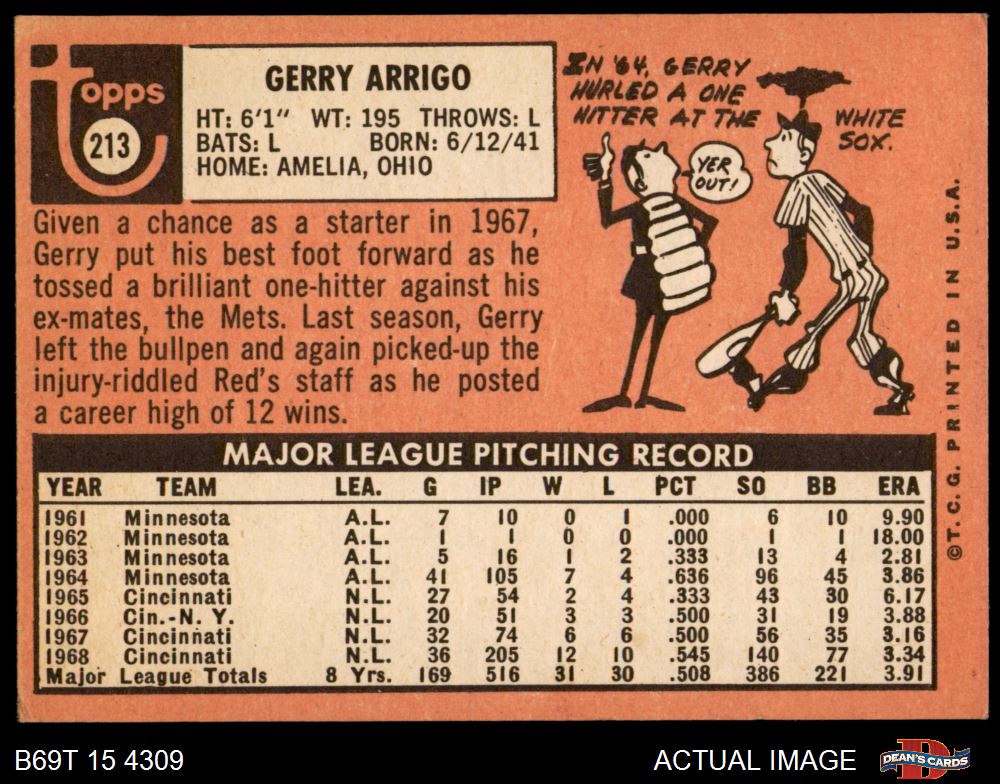 Topps
213
GERRY ARRIGO
HT: 6'1" WT: 195 THROWS: L
BATS: L BORN: 6/12/41
HOME: AMELIA, OHIO
IN '64, GERRY
HURLED A ONE
HITTER AT THE WHITE
SOX.
YER
OUT!
Given a chance as a starter in 1967,
Gerry put his best foot forward as he
tossed a brilliant one-hitter against his
ex-mates, the Mets. Last season, Gerry
left the bullpen and again picked-up the
injury-riddled Red's staff as he posted
a career high of 12 wins.
MAJOR LEAGUE PITCHING RECORD
YEAR TEAM LEA. G IP W L PCT SO BB ERA
1961 Minnesota A.L. 7 10 0 1 .000 6 10 9.90
1962 Minnesota A.L. 1 1 0 0 .000 1 1 18.00
1963 Minnesota A.L. 5 16 1 2 .333 13 4 2.81
1964 Minnesota A.L. 41 105 7 4 .636 96 45 3.86
1965 Cincinnati N.L. 27 54 2 4 .333 43 30 6.17
1966 Cin.-N. Y. N.L. 20 51 3 3 .500 31 19 3.88
1967 Cincinnati N.L. 32 74 6 6 .500 56 35 3.16
1968 Cincinnati N.L. 36 205 12 10 .545 140 77 3.34
Major League Totals 8 Yrs. 169 516 31 30 .508 386 221 3.91
©T. C. G. PRINTED IN U.S.A.
B69T 15 4309
ACTUAL IMAGE
D
DEAN'S CARDS